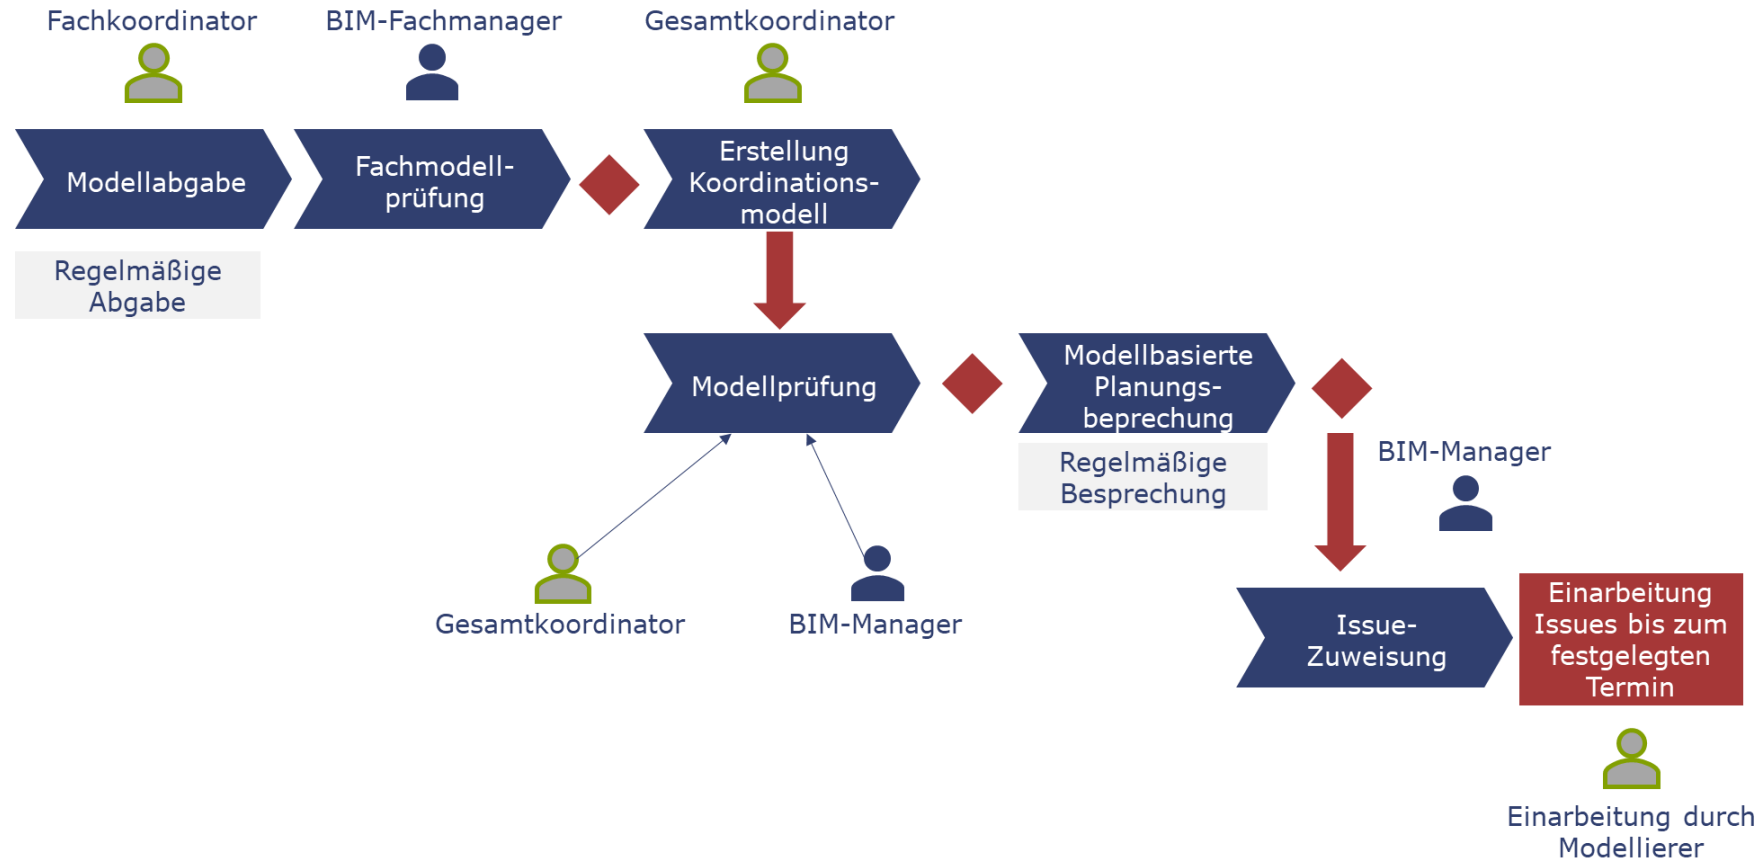 Fachkoordinator
BIM-Fachmanager
Gesamtkoordinator
Modellabgabe
Fachmodell-
prüfung
Erstellung
Koordinations-
modell
Regelmäßige
Abgabe
Modellprüfung
Modellbasierte
Planungs-
beprechung
Regelmäßige
Besprechung
BIM-Manager
Gesamtkoordinator
BIM-Manager
Issue-
Zuweisung
Einarbeitung
Issues bis zum
festgelegten
Termin
Einarbeitung durch
Modellierer